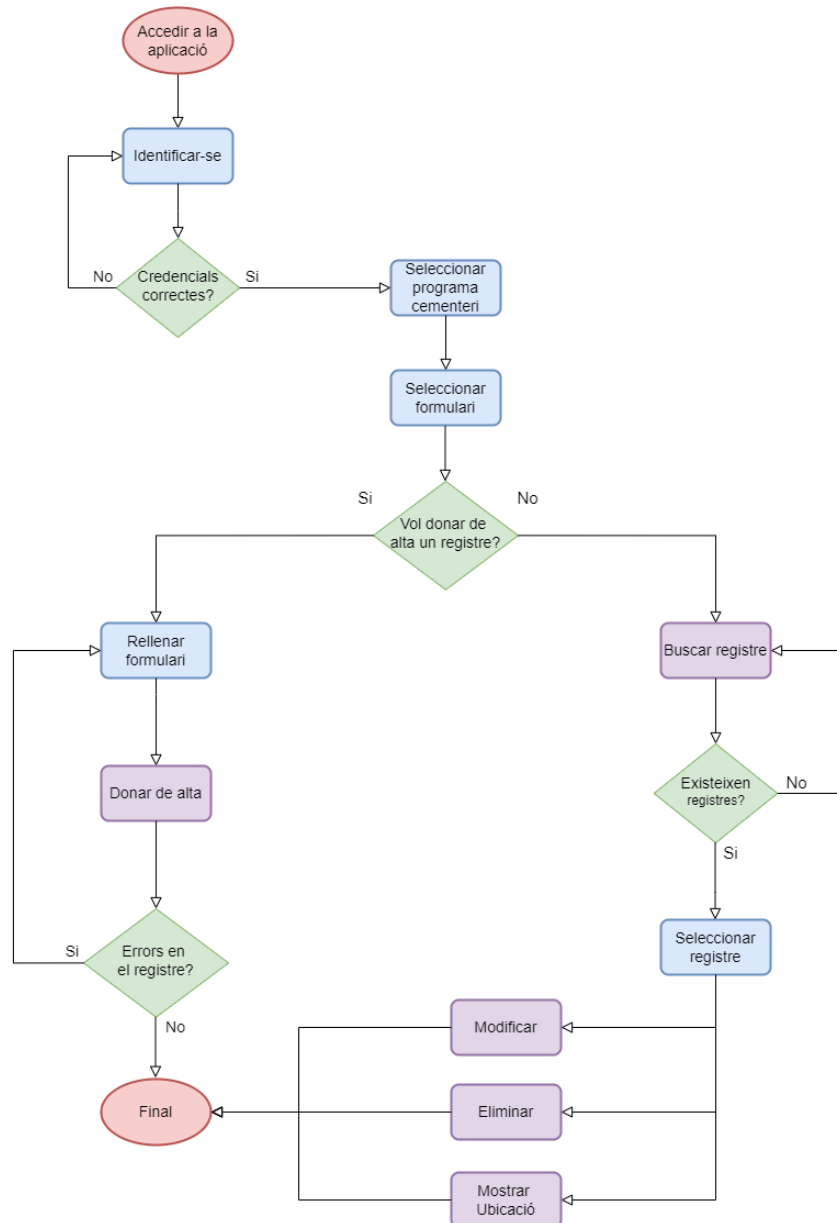 Accedir a la
aplicació
Identificar-se
Credencials
correctes?
No
Si
Seleccionar
programa
cementeri
Seleccionar
formulari
Vol donar de
alta un registre?
Si
No
Rellenar
formulari
Buscar registre
Donar de alta
Existeixen
registres?
No
Si
Errors en
el registre?
Si
No
Seleccionar
registre
Modificar
Final
Eliminar
Mostrar
Ubicació